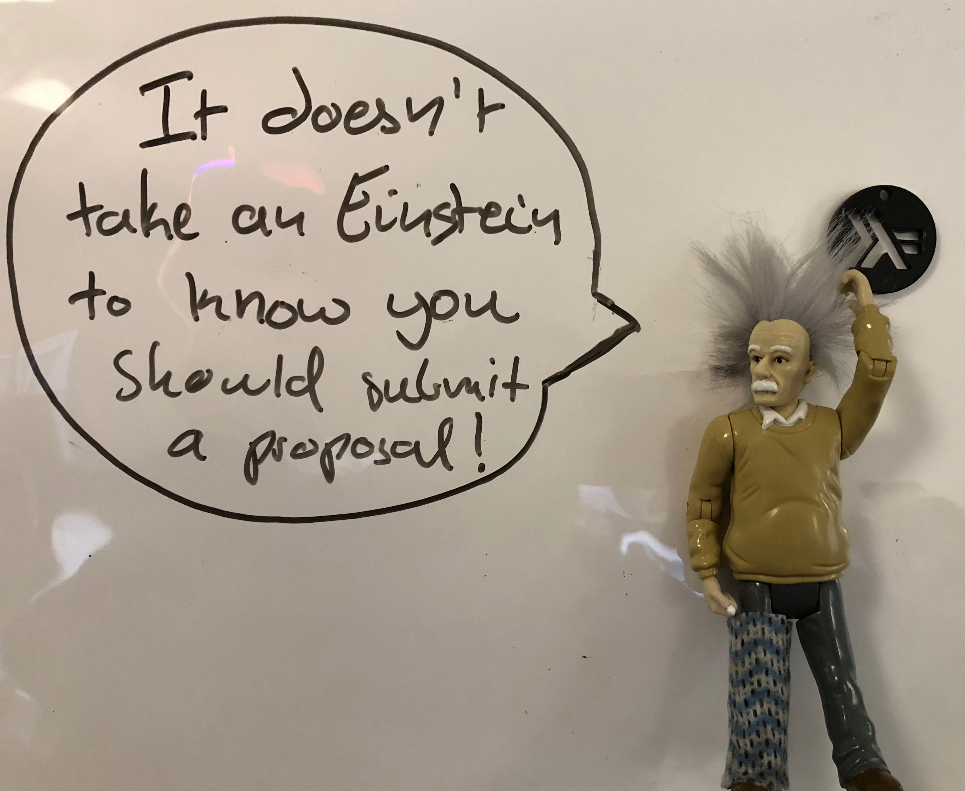 It doesn't
take an Einstein
to know you
should submit
a proposal!